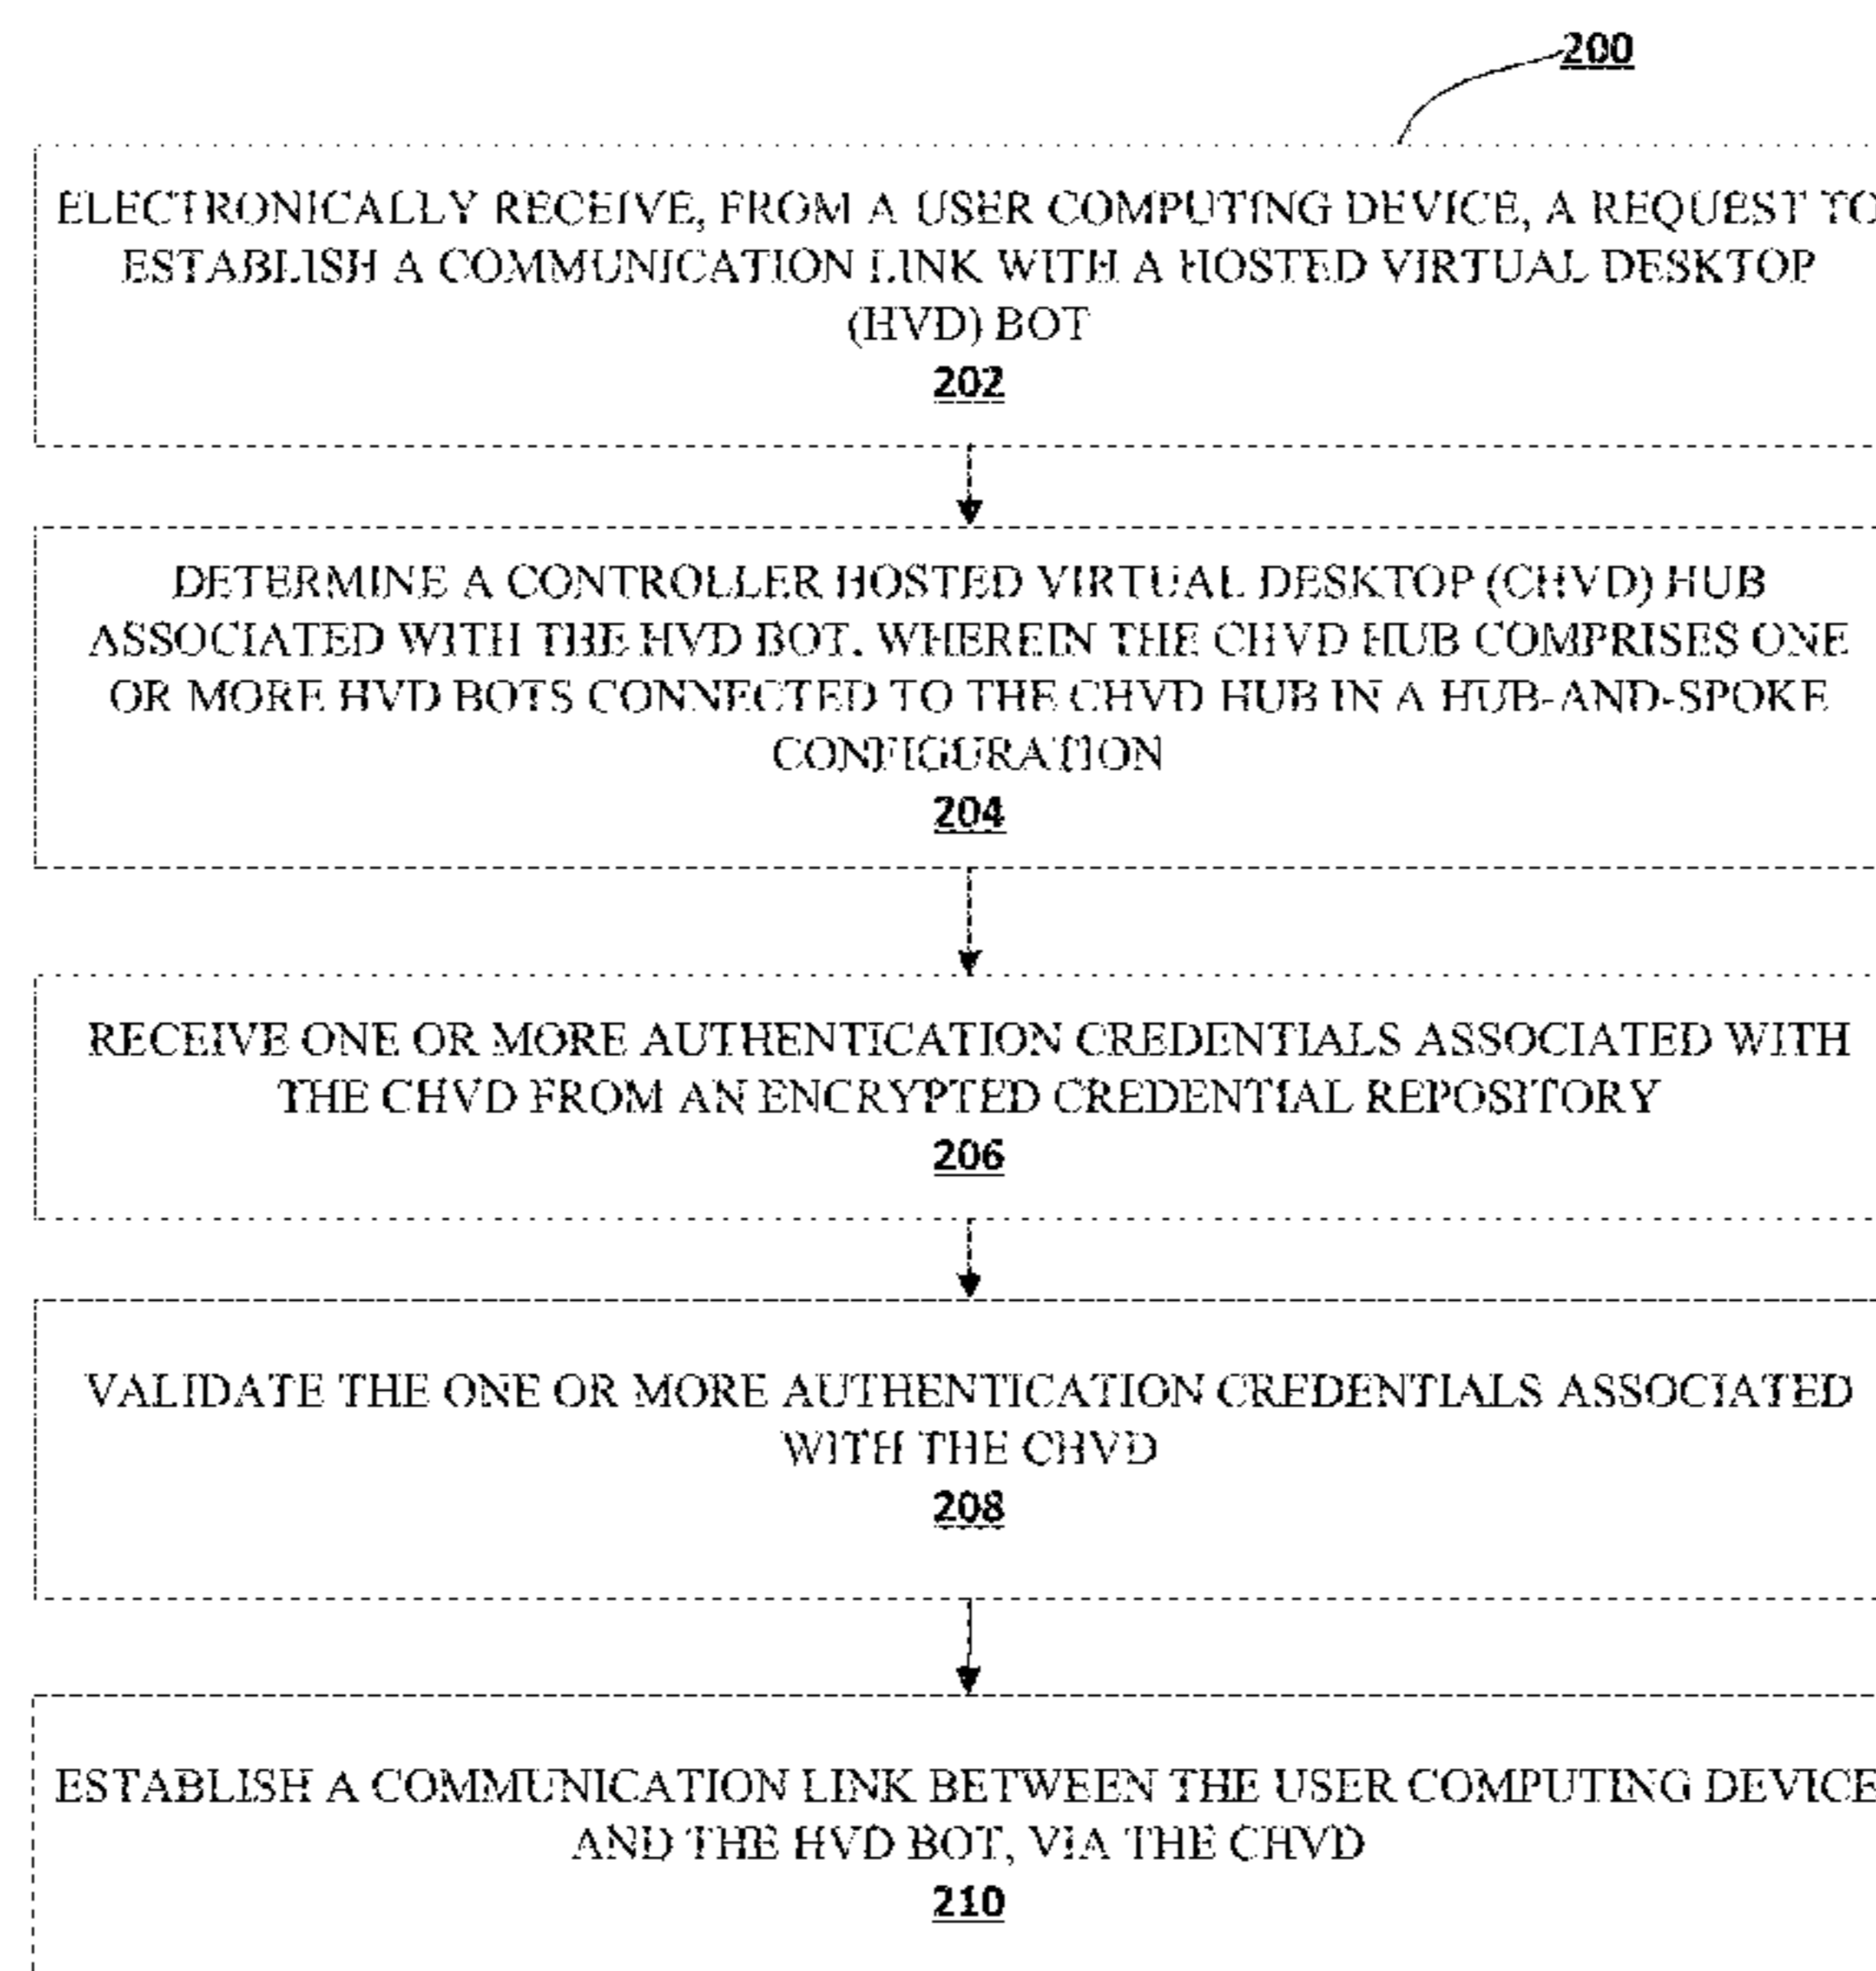 200
ELECTRONICALLY RECEIVE, FROM A USER COMPUTING DEVICE, A REQUEST TO
ESTABLISH A COMMUNICATION LINK WITH A HOSTED VIRTUAL DESKTOP
(HVD) BOT
202
DETERMINE A CONTROLLER HOSTED VIRTUAL DESKTOP (CHVD) HUB
ASSOCIATED WITH THE HVD BOT. WHEREIN THE CHVD HUB COMPRISES ONE
OR MORE HVD BOTS CONNECTED TO THE CHVD HUB IN A HUB-AND-SPOKE
CONFIGURATION
204
RECEIVE ONE OR MORE AUTHENTICATION CREDENTIALS ASSOCIATED WITH
THE CHVD FROM AN ENCRYPTED CREDENTIAL REPOSITORY
206
VALIDATE THE ONE OR MORE AUTHENTICATION CREDENTIALS ASSOCIATED
WITH THE CHVD
208
ESTABLISH A COMMUNICATION LINK BETWEEN THE USER COMPUTING DEVICE
AND THE HVD BOT, VIA THE CHVD
210